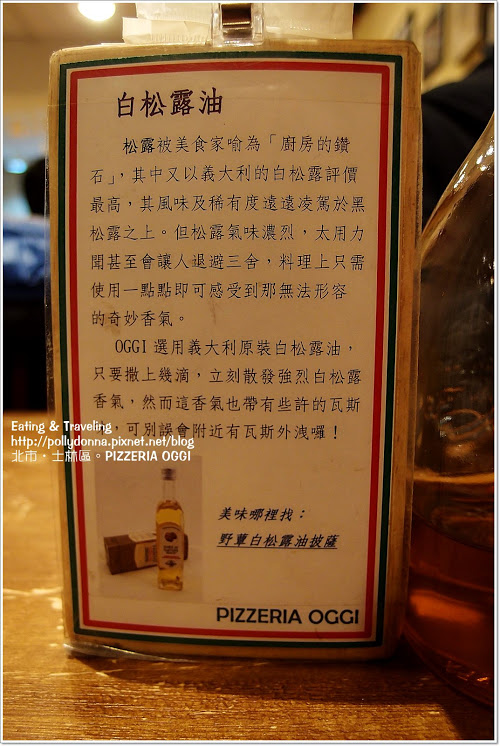 白松露油
松露被美食家喻為「廚房的鑽
石」，其中又以義大利的白松露評價
最高，其風味及稀有度遠遠凌駕於黑
松露之上。但松露氣味濃烈，太用力
聞甚至會讓人退避三舍，料理上只需
使用一點點即可感受到那無法形容
的奇妙香氣。
OGGI 選用義大利原裝白松露油，
只要撒上幾滴，立刻散發強烈白松露
香氣，然而這香氣也帶有些許的瓦斯
，可別誤會附近有瓦斯外洩囉！
Eating & Traveling
http://pollydonna.pixnet.net/blog
北市‧士林區。PIZZERIA OGGI
美味哪裡找：
野蕈白松露油披薩
PIZZERIA OGGI